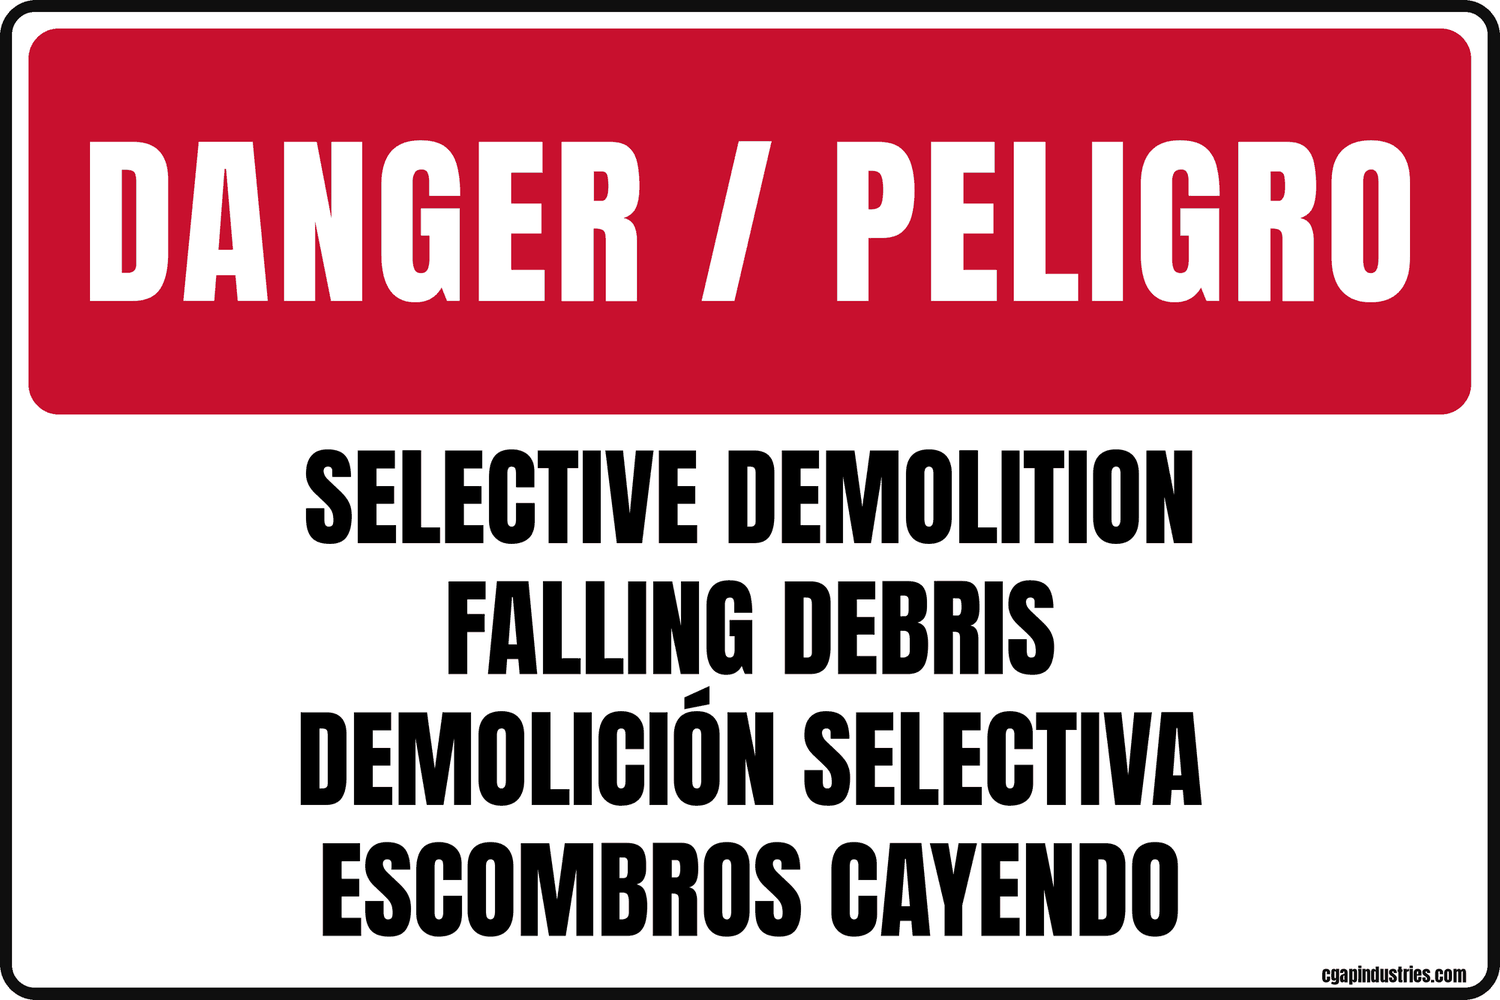 DANGER / PELIGRO
SELECTIVE DEMOLITION
FALLING DEBRIS
DEMOLICIÓN SELECTIVA
ESCOMBROS CAYENDO
cgapindustries.com